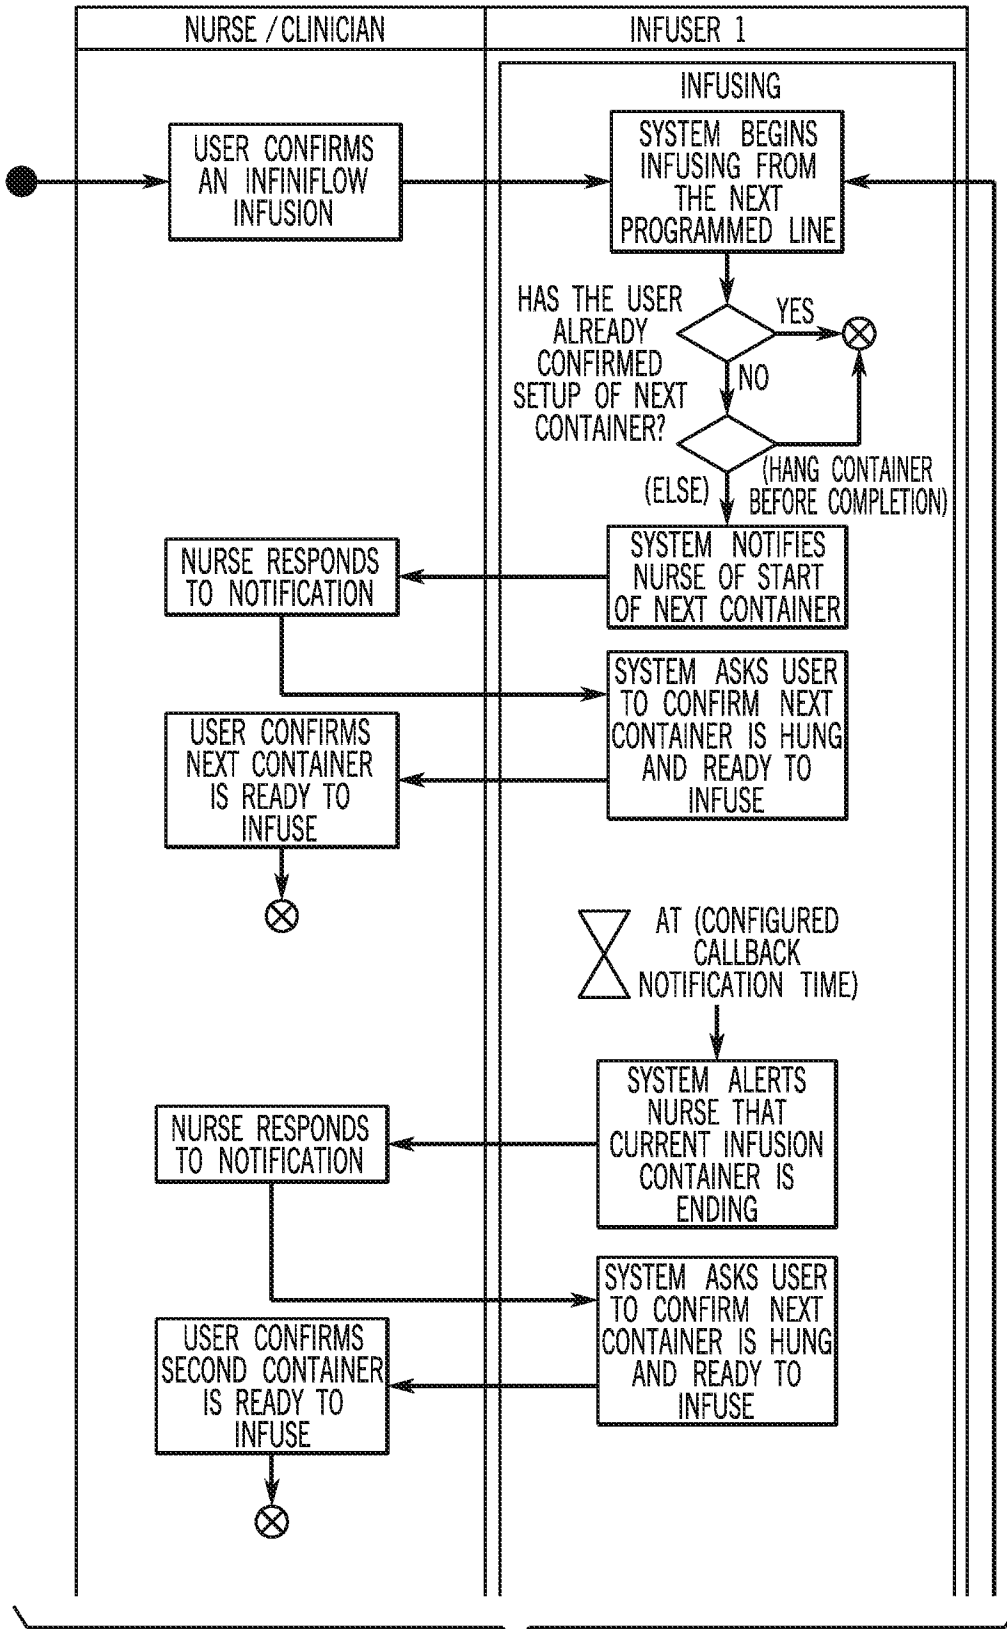 NURSE / CLINICIAN
INFUSER 1
INFUSING
USER CONFIRMS
AN INFINIFLOW
INFUSION
SYSTEM BEGINS
INFUSING FROM
THE NEXT
PROGRAMMED LINE
HAS THE USER
ALREADY
CONFIRMED
SETUP OF NEXT
CONTAINER?
YES
NO
(ELSE)
(HANG CONTAINER
BEFORE COMPLETION)
SYSTEM NOTIFIES
NURSE OF START
OF NEXT CONTAINER
NURSE RESPONDS
TO NOTIFICATION
SYSTEM ASKS USER
TO CONFIRM NEXT
CONTAINER IS HUNG
AND READY TO
INFUSE
USER CONFIRMS
NEXT CONTAINER
IS READY TO
INFUSE
AT (CONFIGURED
CALLBACK
NOTIFICATION TIME)
SYSTEM ALERTS
NURSE THAT
CURRENT INFUSION
CONTAINER IS
ENDING
NURSE RESPONDS
TO NOTIFICATION
SYSTEM ASKS USER
TO CONFIRM NEXT
CONTAINER IS HUNG
AND READY TO
INFUSE
USER CONFIRMS
SECOND CONTAINER
IS READY TO
INFUSE